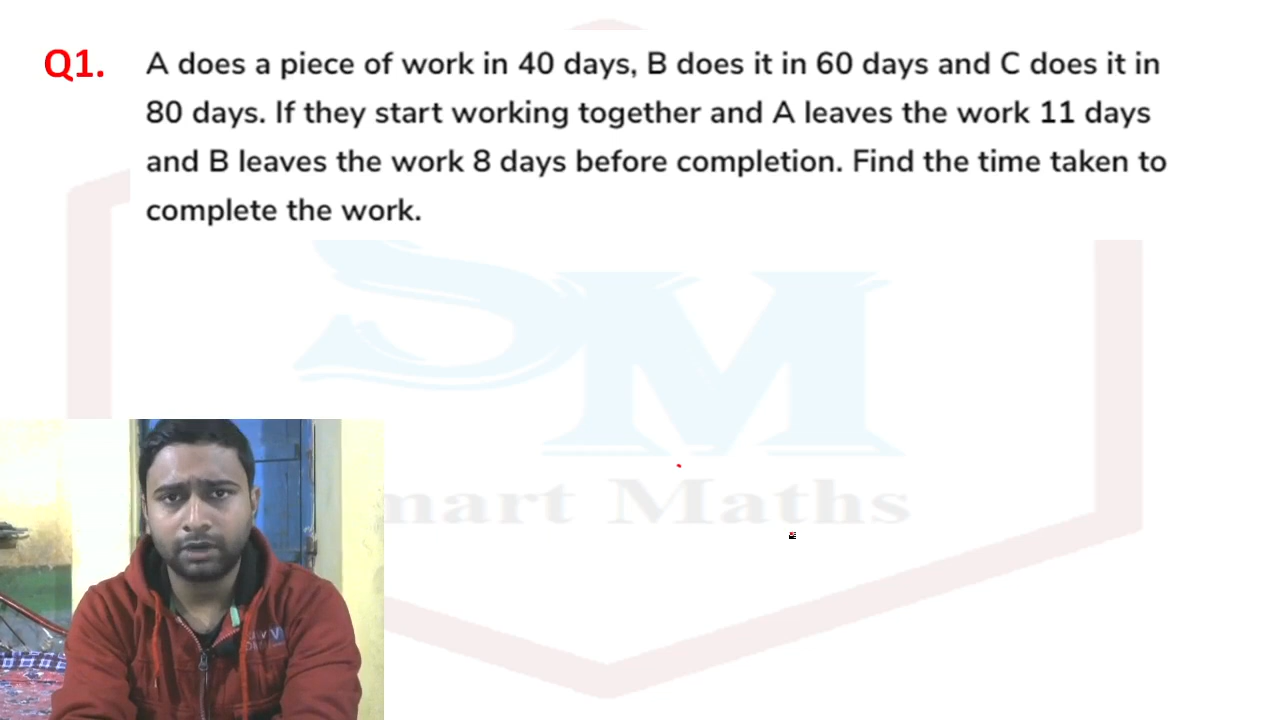 Q1. A does a piece of work in 40 days, B does it in 60 days and C does it in
80 days. If they start working together and A leaves the work 11 days
and B leaves the work 8 days before completion. Find the time taken to
complete the work.
SM
mart Maths